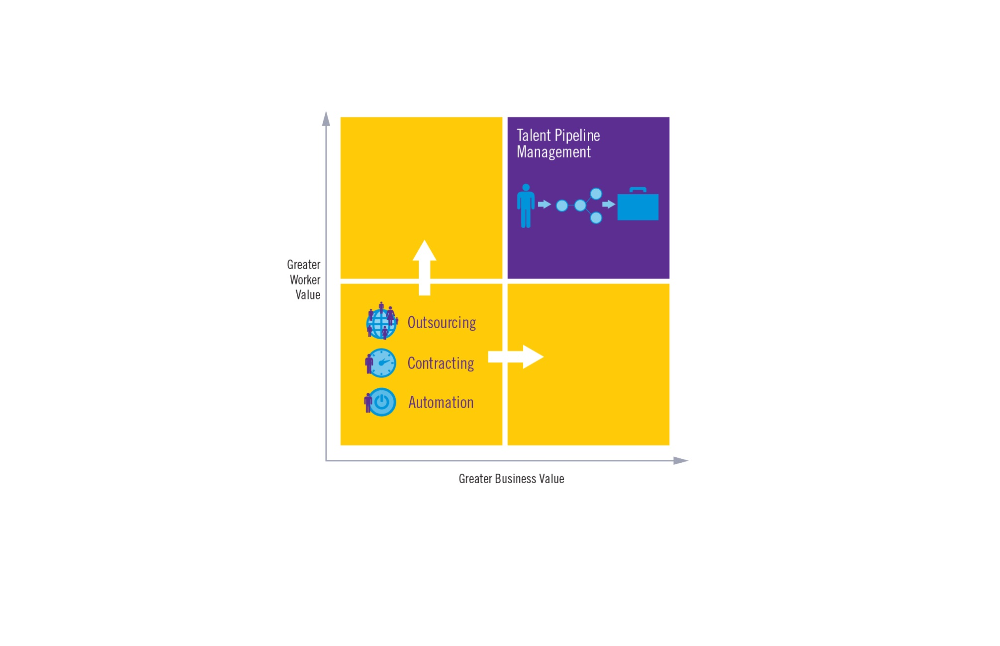 Talent Pipeline
Management
Greater
Worker
Value
Outsourcing
Contracting
Automation
Greater Business Value